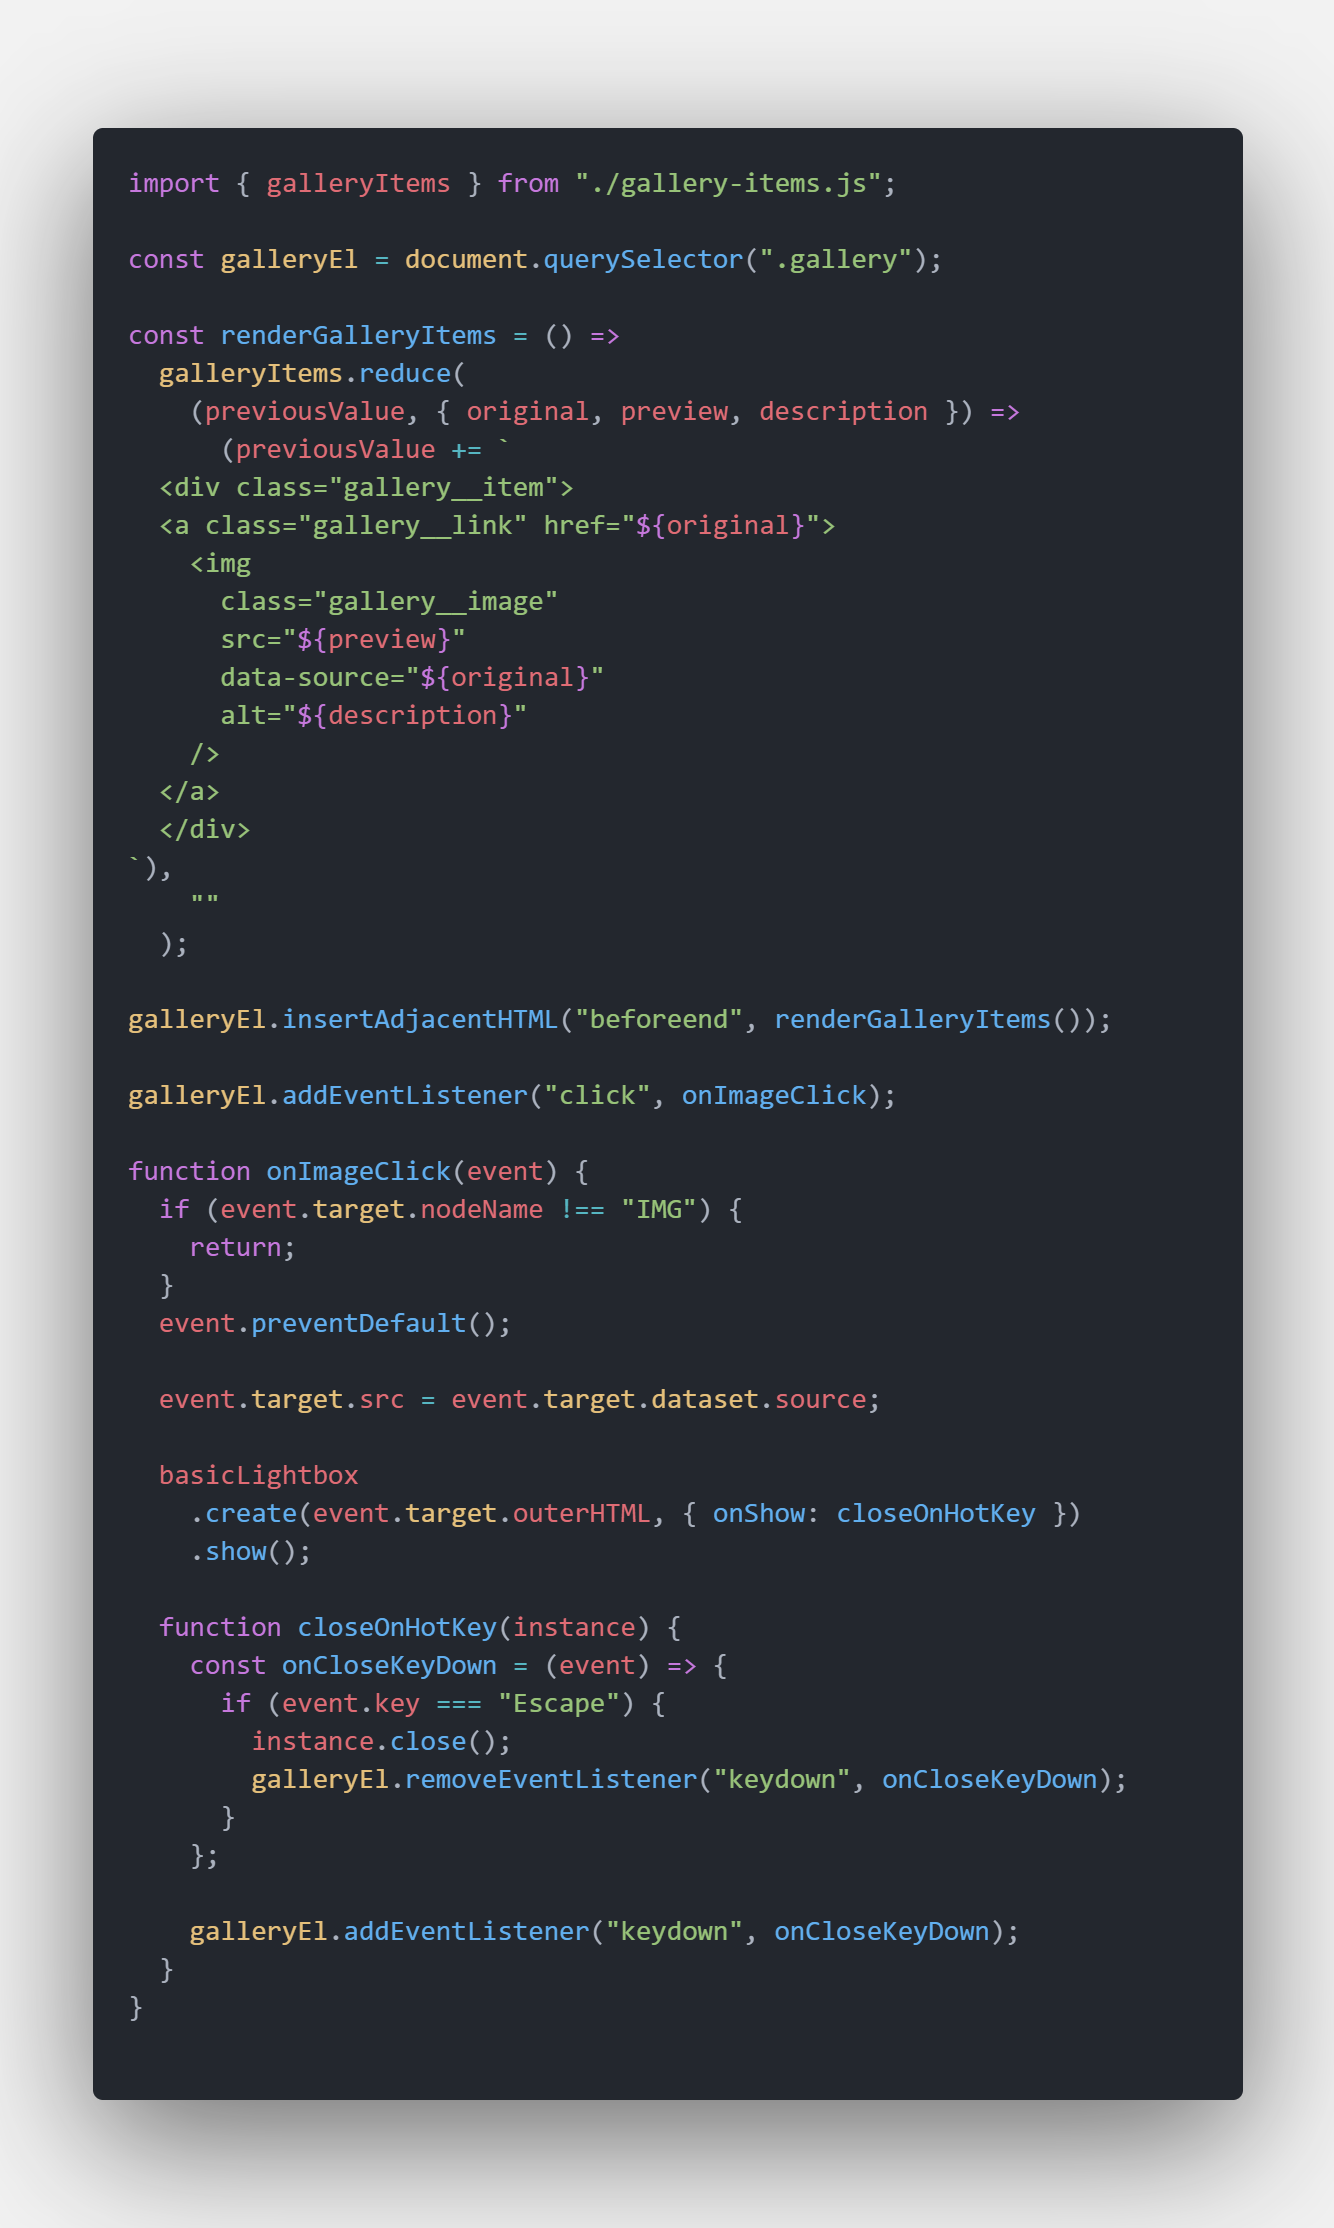 import { galleryItems } from "./gallery-items.js";

const galleryEl = document.querySelector(".gallery");

const renderGalleryItems = () =>
  galleryItems.reduce(
    (previousValue, { original, preview, description }) =>
      (previousValue += `
  <div class="gallery__item">
  <a class="gallery__link" href="${original}">
    <img
      class="gallery__image"
      src="${preview}"
      data-source="${original}"
      alt="${description}"
    />
  </a>
  </div>
`),
    ""
  );

galleryEl.insertAdjacentHTML("beforeend", renderGalleryItems());

galleryEl.addEventListener("click", onImageClick);

function onImageClick(event) {
  if (event.target.nodeName !== "IMG") {
    return;
  }
  event.preventDefault();

  event.target.src = event.target.dataset.source;

  basicLightbox
    .create(event.target.outerHTML, { onShow: closeOnHotKey })
    .show();

  function closeOnHotKey(instance) {
    const onCloseKeyDown = (event) => {
      if (event.key === "Escape") {
        instance.close();
        galleryEl.removeEventListener("keydown", onCloseKeyDown);
      }
    };

    galleryEl.addEventListener("keydown", onCloseKeyDown);
  }
}